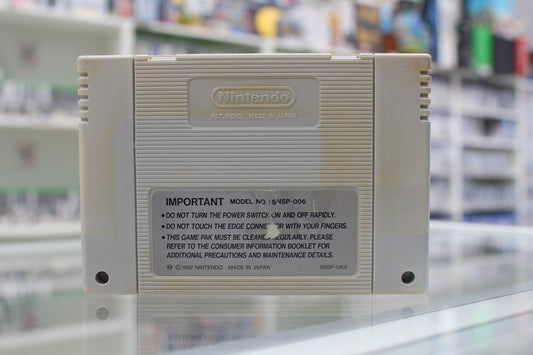 Nintendo
PAT. PEND. MADE IN JAPAN
IMPORTANT MODEL NO. SNSP-006
• DO NOT TURN THE POWER SWITCH ON AND OFF RAPIDLY.
• DO NOT TOUCH THE EDGE CONNECTOR WITH YOUR FINGERS.
• THIS GAME PAK MUST BE CLEANED REGULARLY. PLEASE
REFER TO THE CONSUMER INFORMATION BOOKLET FOR
ADDITIONAL PRECAUTIONS AND MAINTENANCE DETAILS.
Ⓜ © 1992 NINTENDO MADE IN JAPAN SNSP-UKV